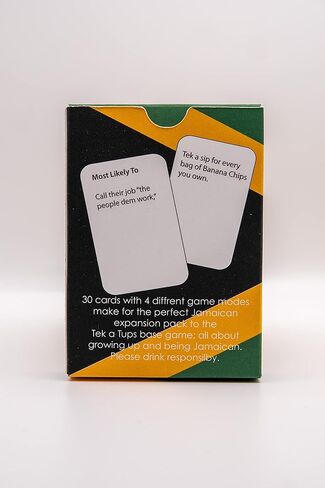 Most Likely To
Call their job "the
people dem work,"
Tek a sip for every
bag of Banana Chips
you own.
30 cards with 4 diffrent game modes
make for the perfect Jamaican
expansion pack to the
Tek a Tups base game; all about
growing up and being Jamaican.
Please drink responsilby.